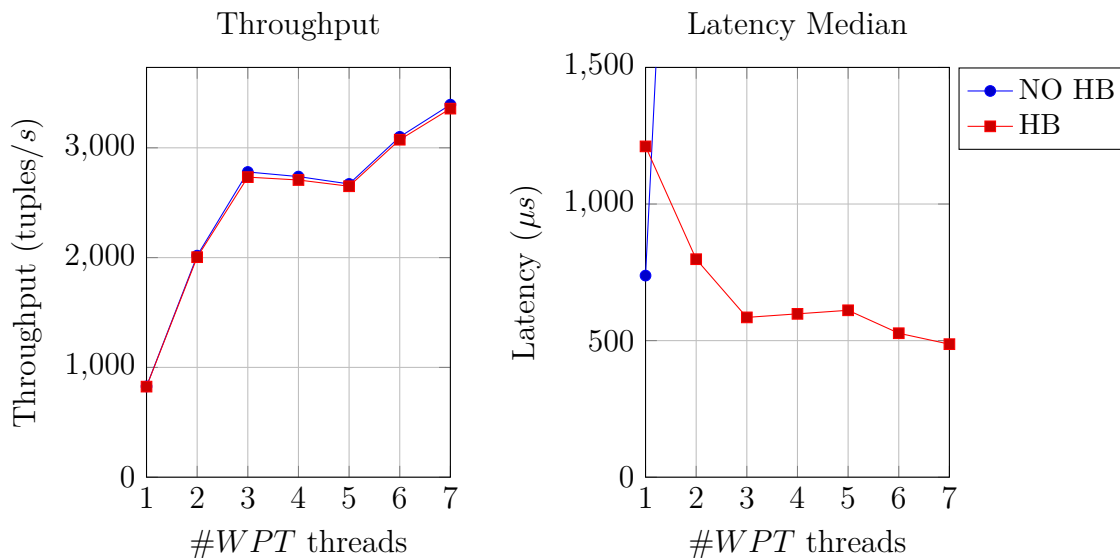 Throughput
Throughput (tuples/s)
3,000
2,000
1,000
0
1 2 3 4 5 6 7
#WPT threads
Latency Median
Latency (μs)
1,500
1,000
500
0
1 2 3 4 5 6 7
#WPT threads
NO HB
HB